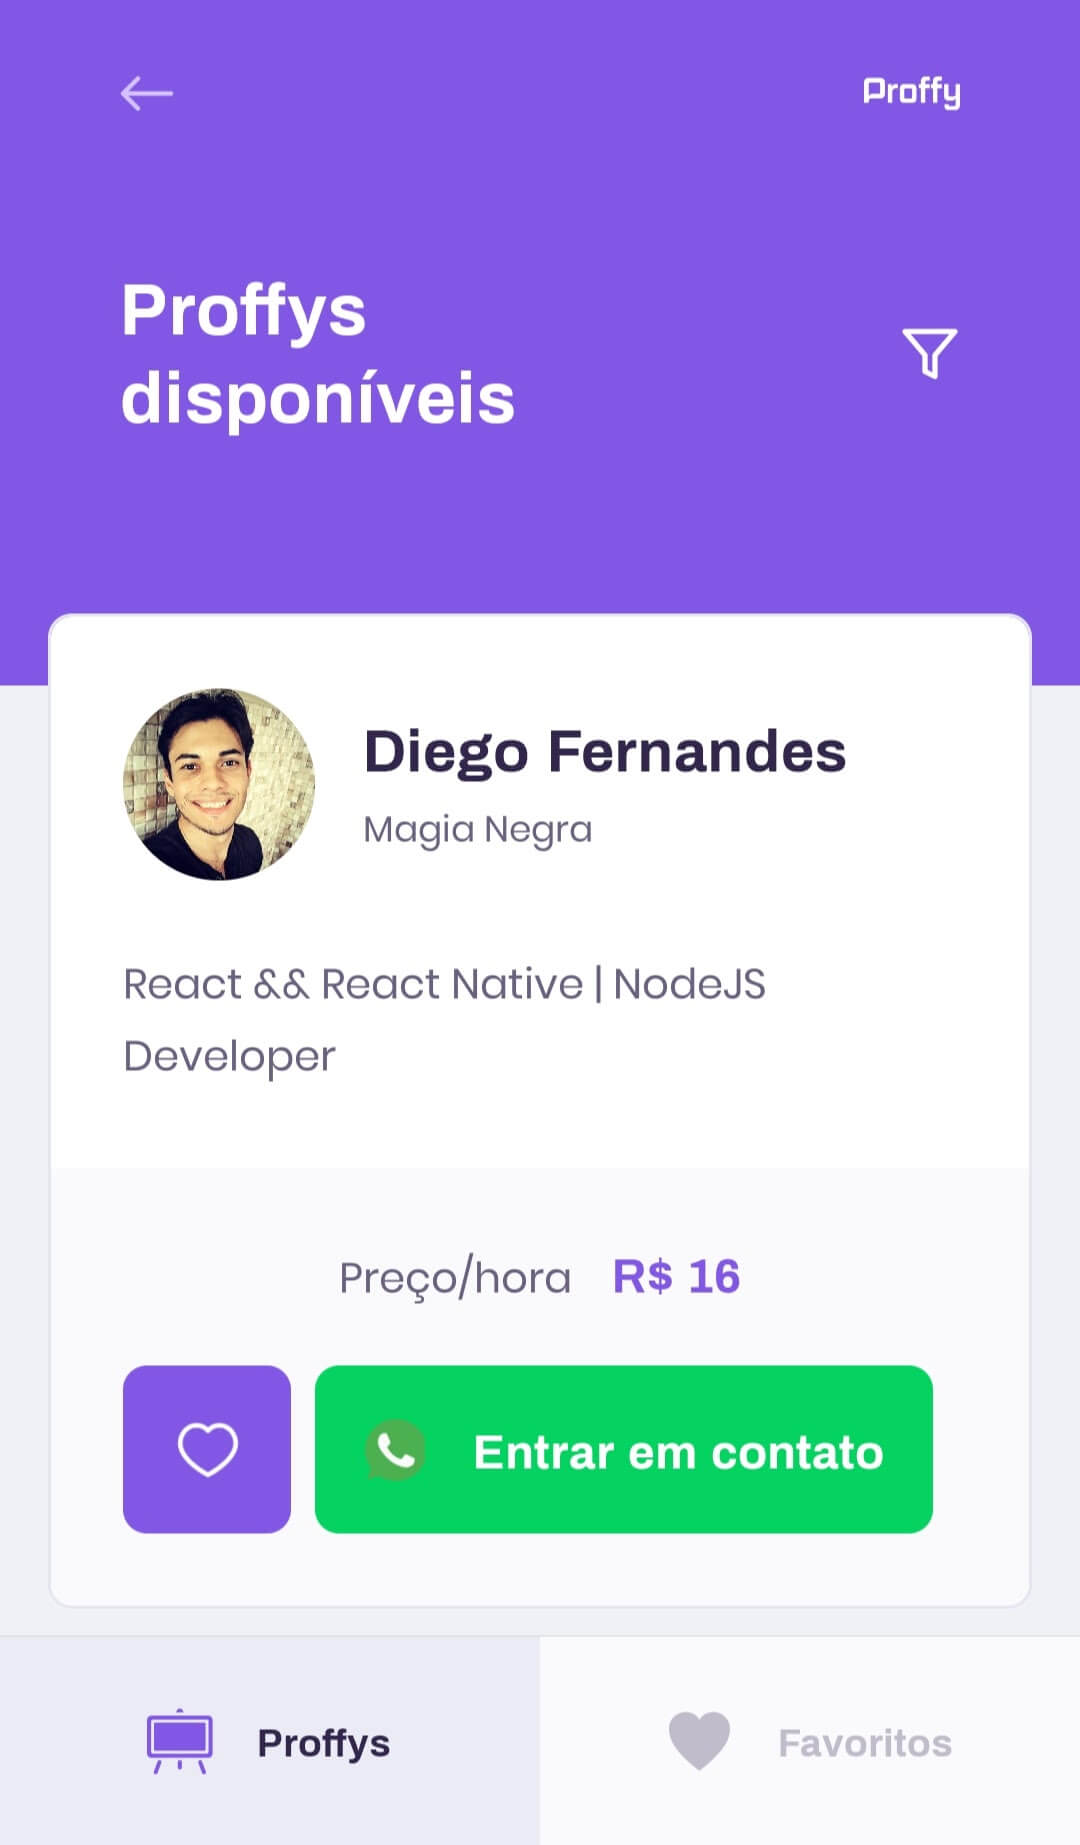 Proffy
Proffys
disponíveis
Diego Fernandes
Magia Negra
React && React Native | NodeJS
Developer
Preço/hora R$ 16
Entrar em contato
Proffys
Favoritos